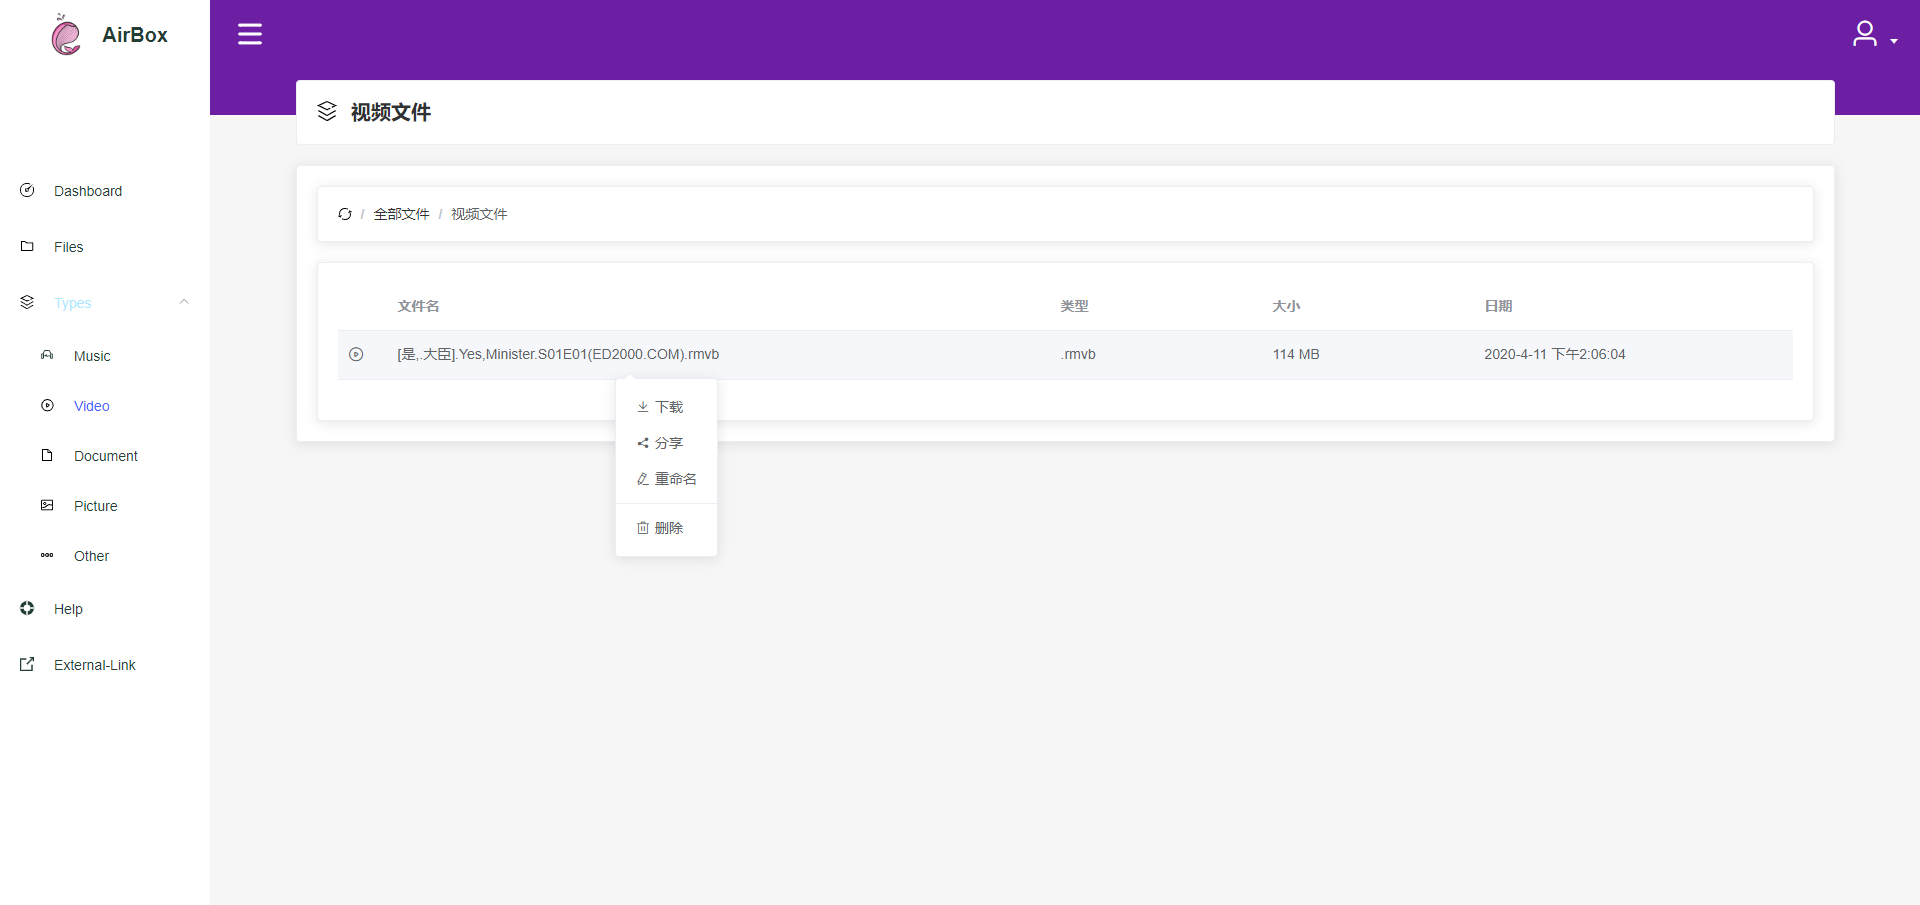 AirBox
视频文件
Dashboard
Files
Types
Music
Video
Document
Picture
Other
Help
External-Link
/ 全部文件 / 视频文件
文件名 类型 大小 日期
[是,.大臣].Yes,Minister.S01E01(ED2000.COM).rmvb .rmvb 114 MB 2020-4-11 下午2:06:04
下载
分享
重命名
删除